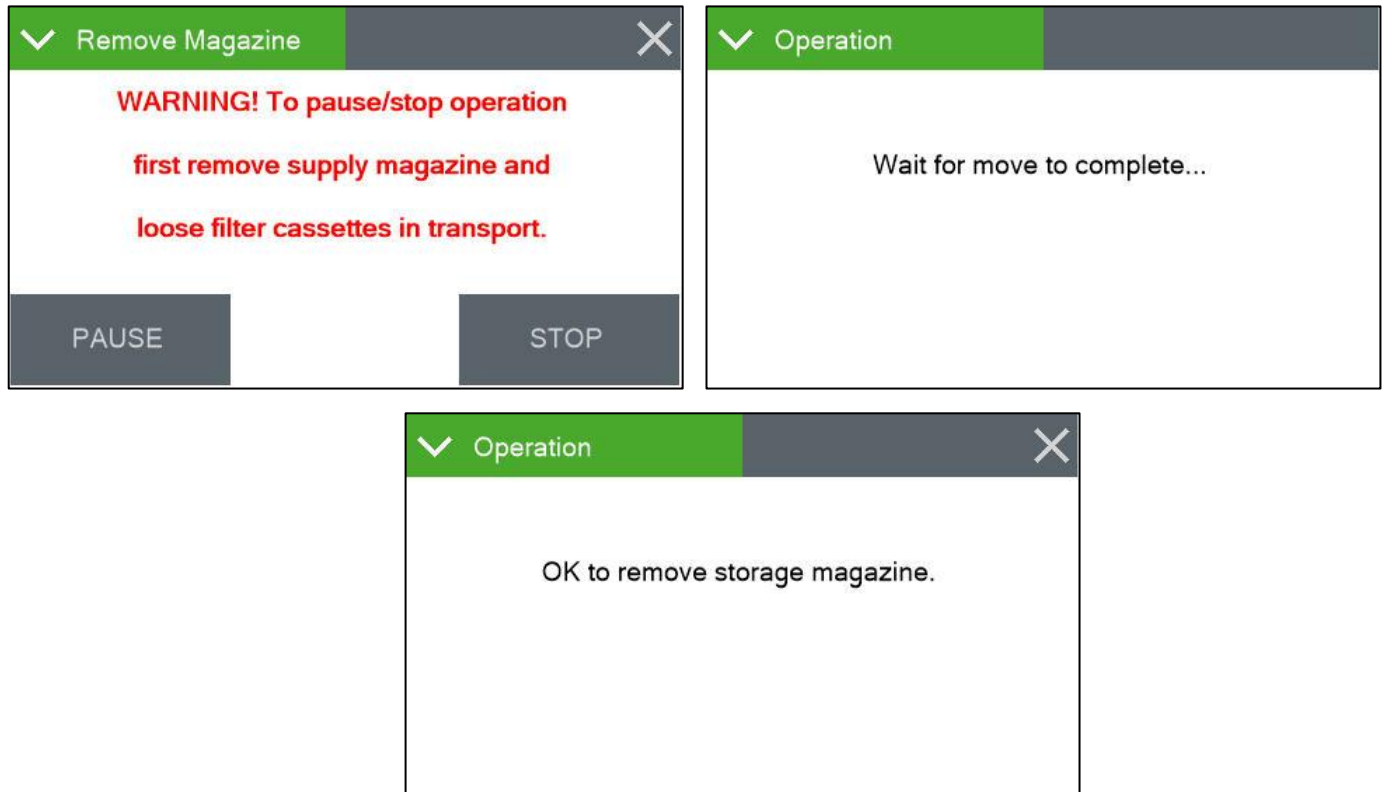 Remove Magazine
WARNING! To pause/stop operation
first remove supply magazine and
loose filter cassettes in transport.
PAUSE
STOP
Operation
Wait for move to complete...
Operation
OK to remove storage magazine.